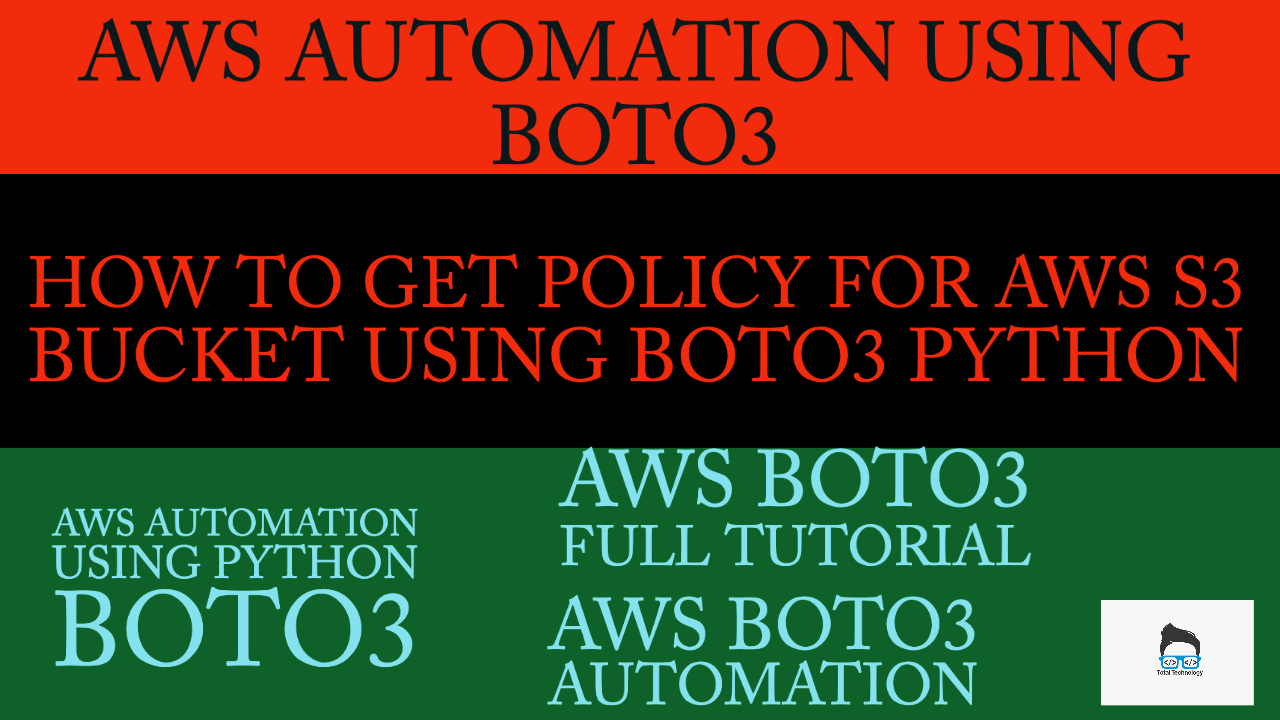 AWS AUTOMATION USING
BOTO3
HOW TO GET POLICY FOR AWS S3
BUCKET USING BOTO3 PYTHON
AWS AUTOMATION
USING PYTHON
BOTO3
AWS BOTO3
FULL TUTORIAL
AWS BOTO3
AUTOMATION
</> </>
Total Technology